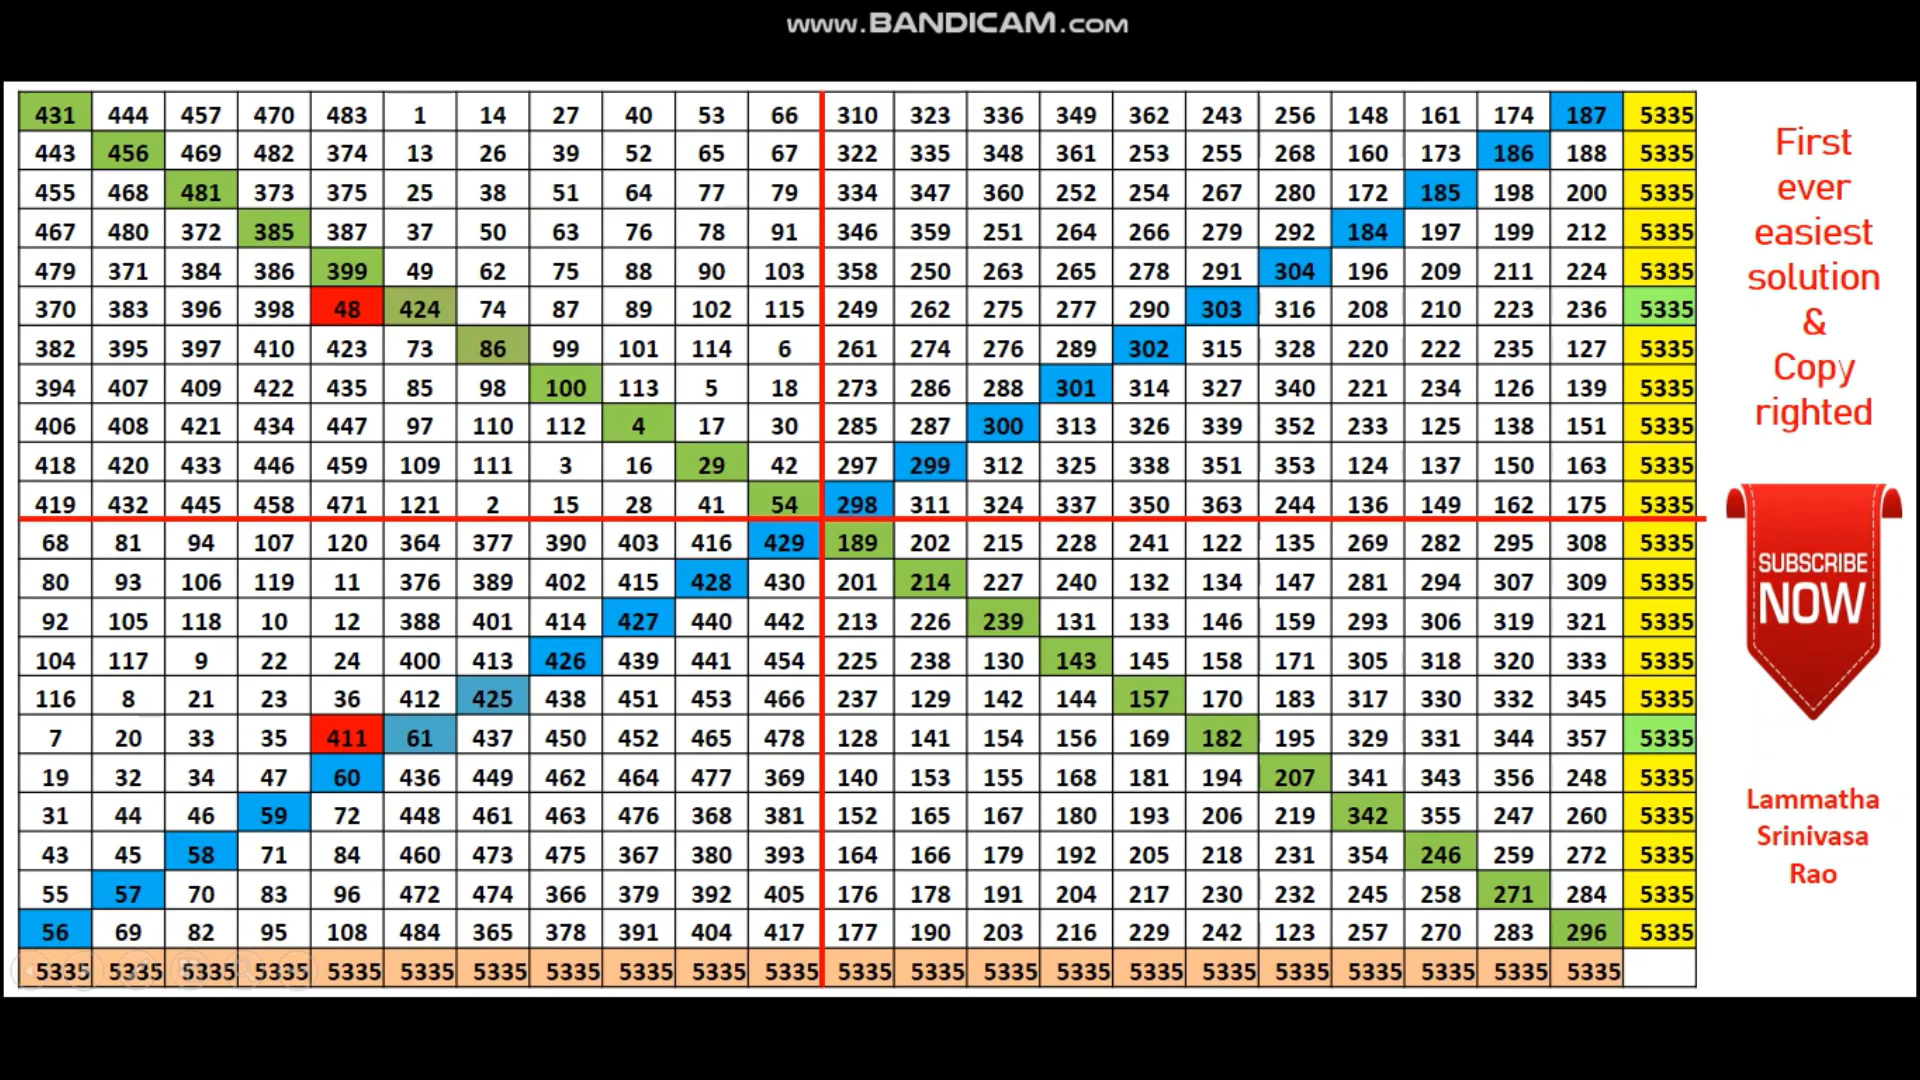 www.BANDICAM.com
431 444 457 470 483 1 14 27 40 53 66 310 323 336 349 362 243 256 148 161 174 187 5335
443 456 469 482 374 13 26 39 52 65 67 322 335 348 361 253 255 268 160 173 186 188 5335
455 468 481 373 375 25 38 51 64 77 79 334 347 360 252 254 267 280 172 185 198 200 5335
467 480 372 385 387 37 50 63 76 78 91 346 359 251 264 266 279 292 184 197 199 212 5335
479 371 384 386 399 49 62 75 88 90 103 358 250 263 265 278 291 304 196 209 211 224 5335
370 383 396 398 48 424 74 87 89 102 115 249 262 275 277 290 303 316 208 210 223 236 5335
382 395 397 410 423 73 86 99 101 114 6 261 274 276 289 302 315 328 220 222 235 127 5335
394 407 409 422 435 85 98 100 113 5 18 273 286 288 301 314 327 340 221 234 126 139 5335
406 408 421 434 447 97 110 112 4 17 30 285 287 300 313 326 339 352 233 125 138 151 5335
418 420 433 446 459 109 111 3 16 29 42 297 299 312 325 338 351 353 124 137 150 163 5335
419 432 445 458 471 121 2 15 28 41 54 298 311 324 337 350 363 244 136 149 162 175 5335
68 81 94 107 120 364 377 390 403 416 429 189 202 215 228 241 122 135 269 282 295 308 5335
80 93 106 119 11 376 389 402 415 428 430 201 214 227 240 132 134 147 281 294 307 309 5335
92 105 118 10 12 388 401 414 427 440 442 213 226 239 131 133 146 159 293 306 319 321 5335
104 117 9 22 24 400 413 426 439 441 454 225 238 130 143 145 158 171 305 318 320 333 5335
116 8 21 23 36 412 425 438 451 453 466 237 129 142 144 157 170 183 317 330 332 345 5335
7 20 33 35 411 61 437 450 452 465 478 128 141 154 156 169 182 195 329 331 344 357 5335
19 32 34 47 60 436 449 462 464 477 369 140 153 155 168 181 194 207 341 343 356 248 5335
31 44 46 59 72 448 461 463 476 368 381 152 165 167 180 193 206 219 342 355 247 260 5335
43 45 58 71 84 460 473 475 367 380 393 164 166 179 192 205 218 231 354 246 259 272 5335
55 57 70 83 96 472 474 366 379 392 405 176 178 191 204 217 230 232 245 258 271 284 5335
56 69 82 95 108 484 365 378 391 404 417 177 190 203 216 229 242 123 257 270 283 296 5335
5335 5335 5335 5335 5335 5335 5335 5335 5335 5335 5335 5335 5335 5335 5335 5335 5335 5335 5335 5335 5335 5335
First
ever
easiest
solution
&
Copy
righted
SUBSCRIBE
NOW
Lammatha
Srinivasa
Rao